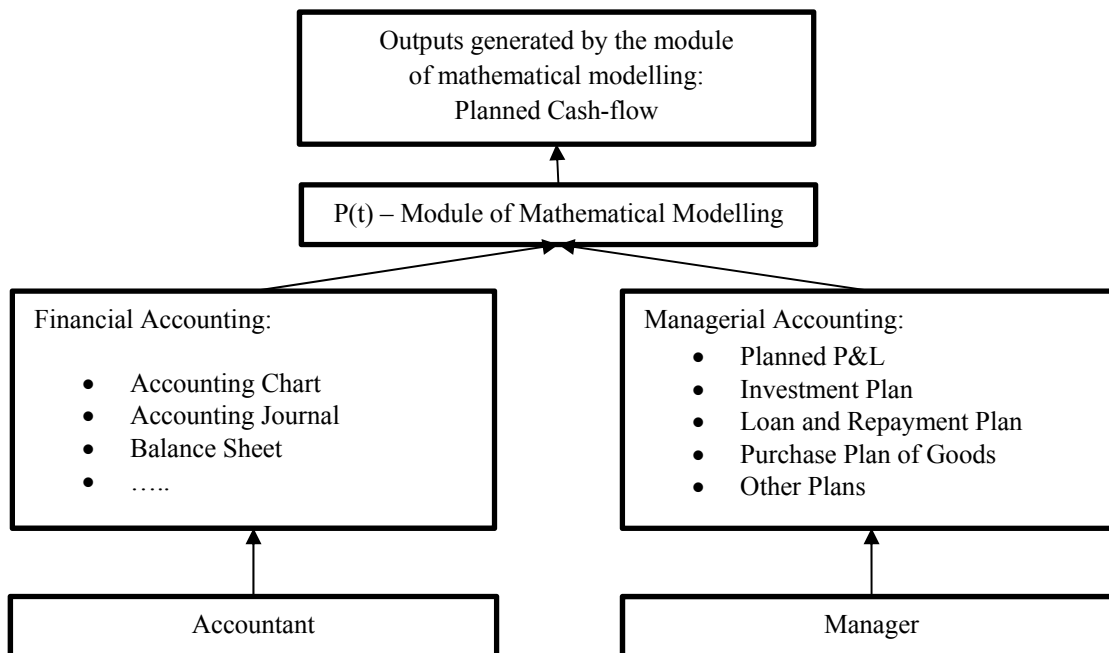 Outputs generated by the module
of mathematical modelling:
Planned Cash-flow
P(t) – Module of Mathematical Modelling
Financial Accounting:
• Accounting Chart
• Accounting Journal
• Balance Sheet
• …..
Managerial Accounting:
• Planned P&L
• Investment Plan
• Loan and Repayment Plan
• Purchase Plan of Goods
• Other Plans
Accountant
Manager